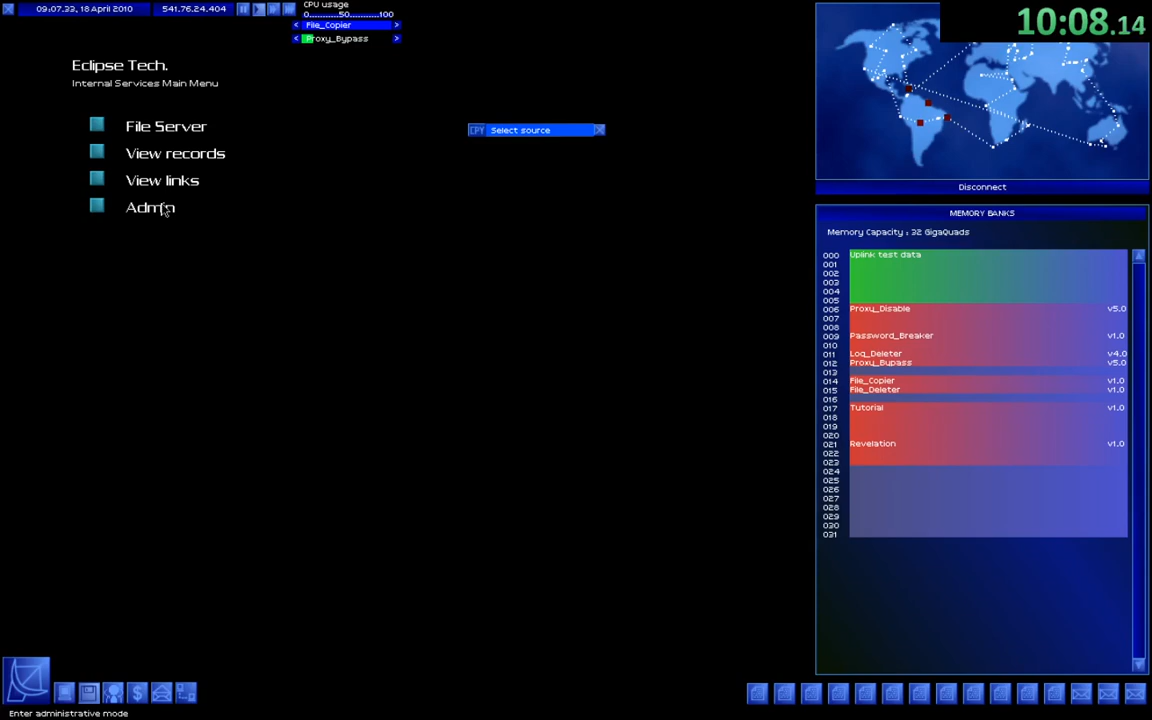 09:07.33, 18 April 2010
541.76.24.404
CPU usage
0.........50..........100
< File_Copier >
< Proxy_Bypass >
10:08.14
Eclipse Tech.
Internal Services Main Menu
File Server
View records
View links
Admin
CPY Select source
Disconnect
MEMORY BANKS
Memory Capacity : 32 GigaQuads
000 Uplink test data
001
002
003
004
005
006 Proxy_Disable v5.0
007
008
009 Password_Breaker v1.0
010
011 Log_Deleter v4.0
012 Proxy_Bypass v5.0
013
014 File_Copier v1.0
015 File_Deleter v1.0
016
017 Tutorial v1.0
018
019
020
021 Revelation v1.0
022
023
024
025
026
027
028
029
030
031
Enter administrative mode